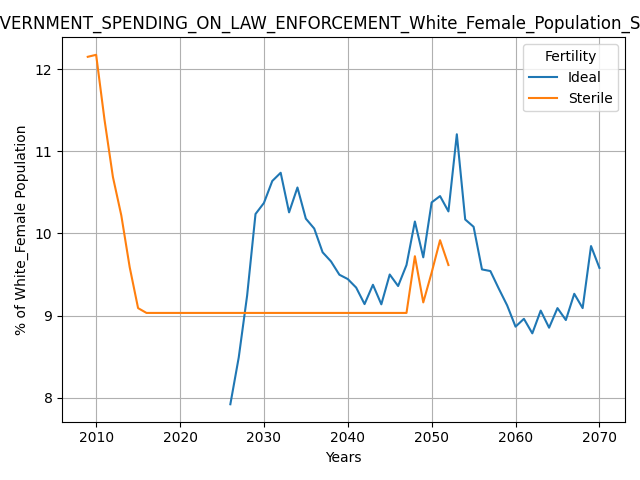 VERNMENT_SPENDING_ON_LAW_ENFORCEMENT_White_Female_Population_S
Fertility
Ideal
Sterile
% of White_Female Population
12
11
10
9
8
2010 2020 2030 2040 2050 2060 2070
Years